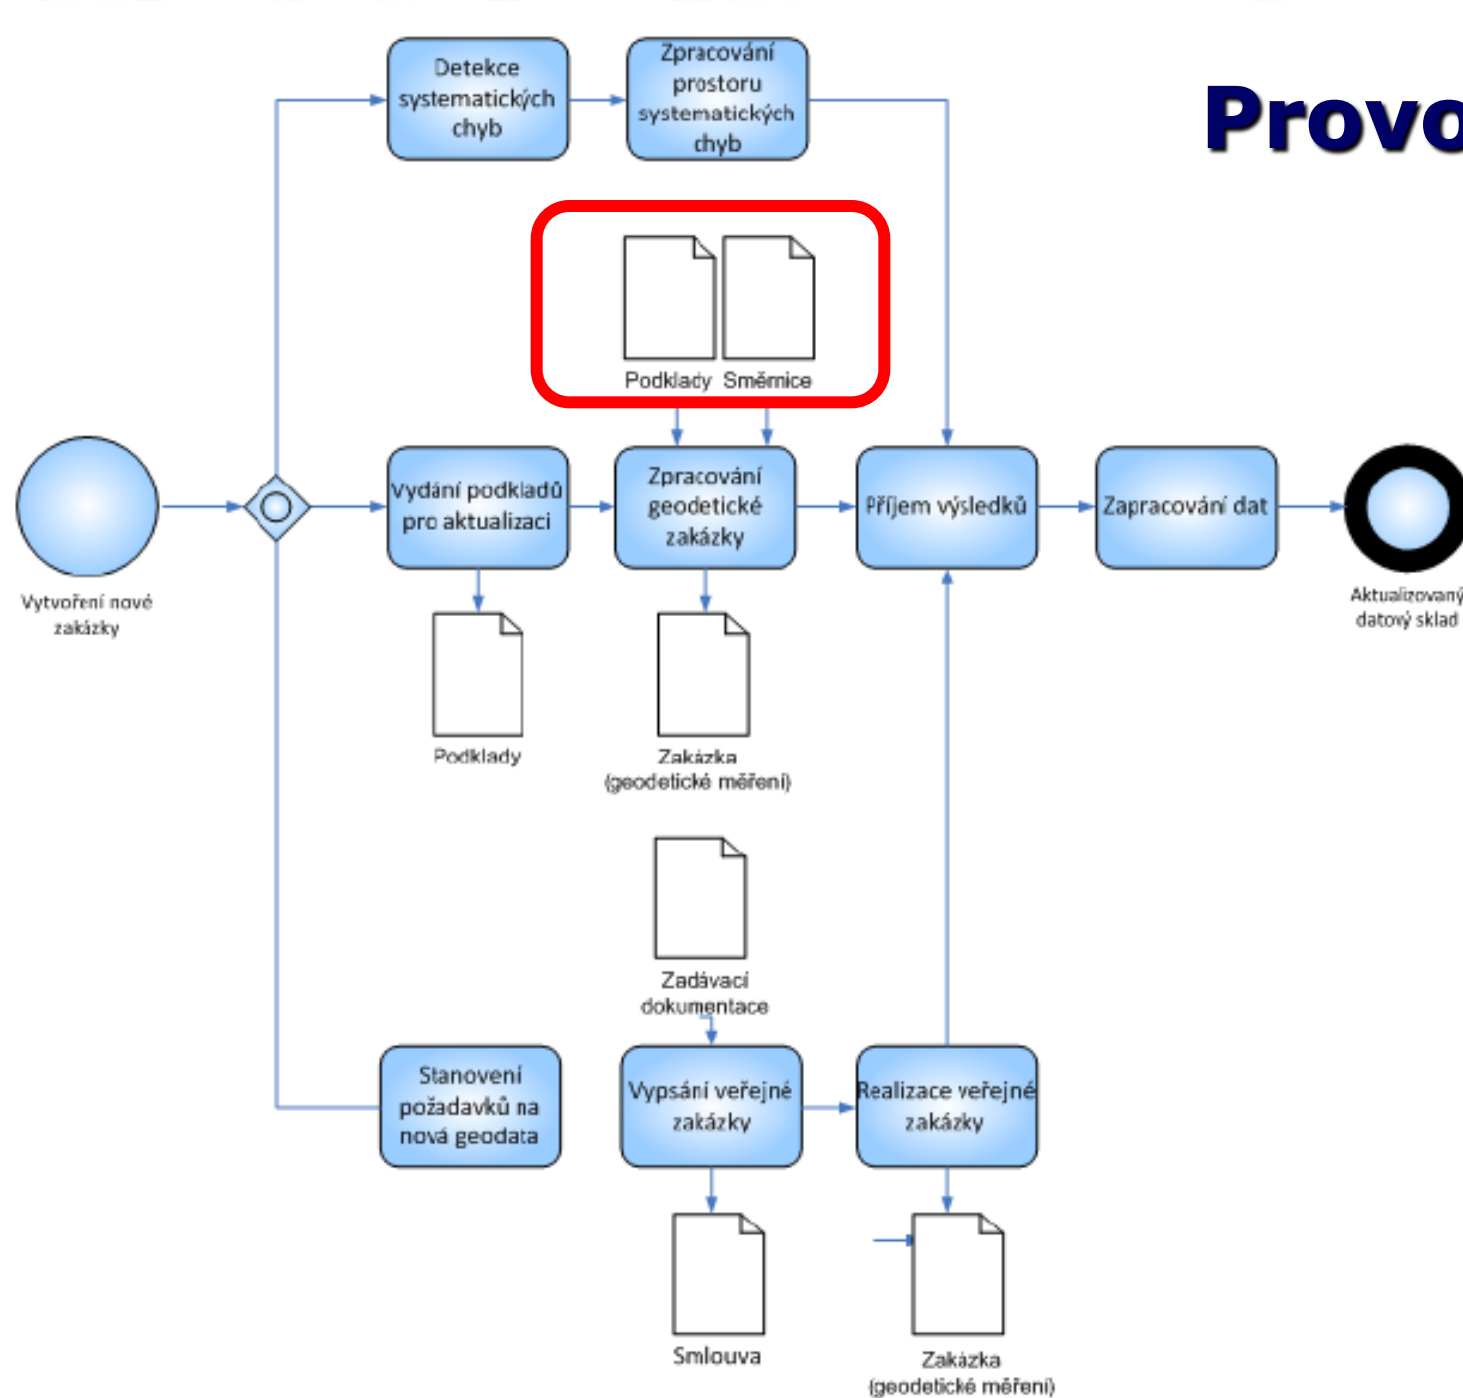 Detekce
systematických
chyb
Zpracování
prostoru
systematických
chyb
Provo
Podklady
Směrnice
Vytvoření nové
zakázky
Vydání podkladů
pro aktualizaci
Zpracování
geodetické
zakázky
Příjem výsledků
Zapracování dat
Aktualizovaný
datový sklad
Podklady
Zakázka
(geodetické měření)
Zadávací
dokumentace
Stanovení
požadavků na
nová geodata
Vypsání veřejné
zakázky
Realizace veřejné
zakázky
Smlouva
Zakázka
(geodetické měření)